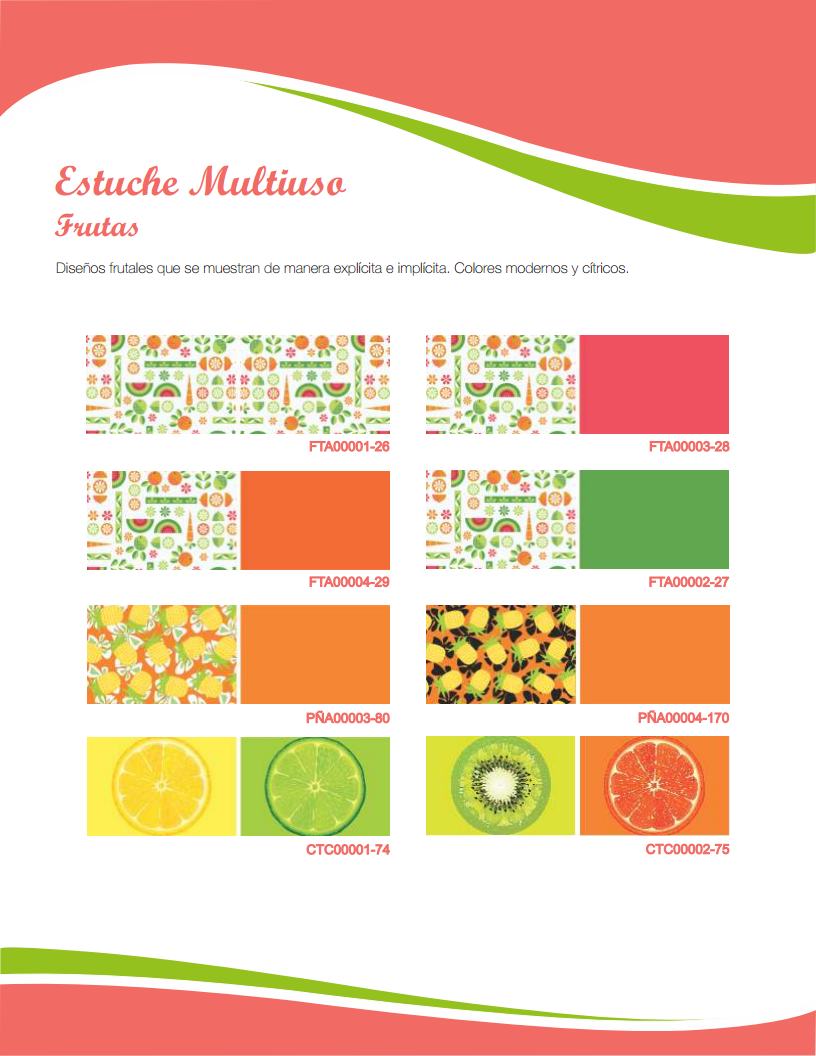 Estuche Multiuso
Frutas
Diseños frutales que se muestran de manera explícita e implícita. Colores modernos y cítricos.
FTA00001-26
FTA00003-28
FTA00004-29
FTA00002-27
PÑA00003-80
PÑA00004-170
CTC00001-74
CTC00002-75